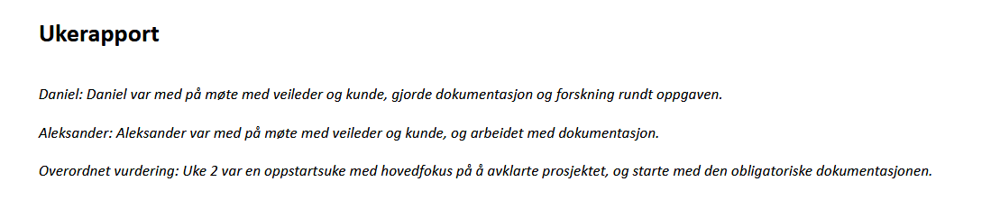 Ukerapport
Daniel: Daniel var med på møte med veileder og kunde, gjorde dokumentasjon og forskning rundt oppgaven.
Aleksander: Aleksander var med på møte med veileder og kunde, og arbeidet med dokumentasjon.
Overordnet vurdering: Uke 2 var en oppstartsuke med hovedfokus på å avklarte prosjektet, og starte med den obligatoriske dokumentasjonen.